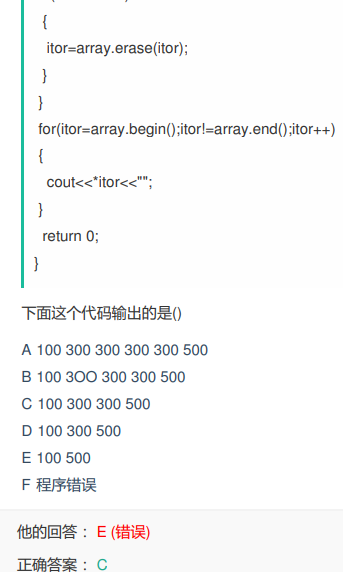 {
itor=array.erase(itor);
}
}
for(itor=array.begin();itor!=array.end();itor++)
{
cout<<*itor<<"";
}
return 0;
}
下面这个代码输出的是()
A 100 300 300 300 300 500
B 100 3OO 300 300 500
C 100 300 300 500
D 100 300 500
E 100 500
F 程序错误
他的回答： E (错误)
正确答案： C